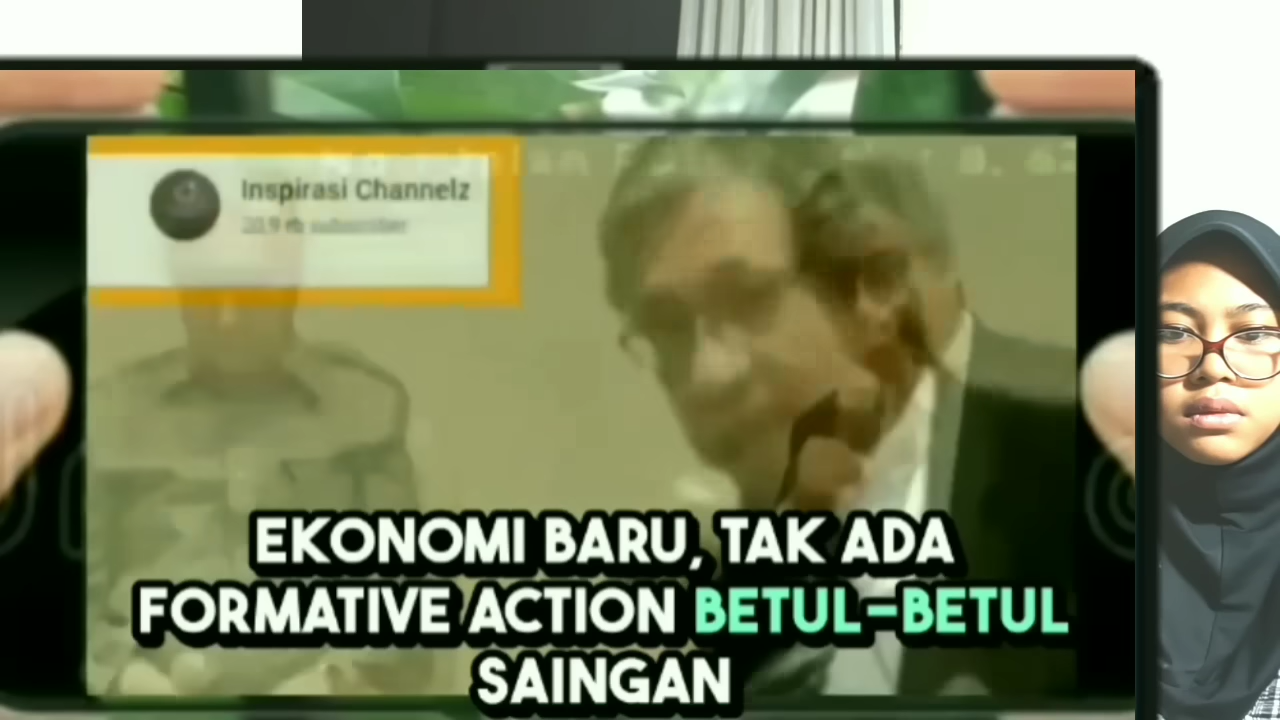 Inspirasi Channelz
EKONOMI BARU, TAK ADA
FORMATIVE ACTION BETUL-BETUL
SAINGAN